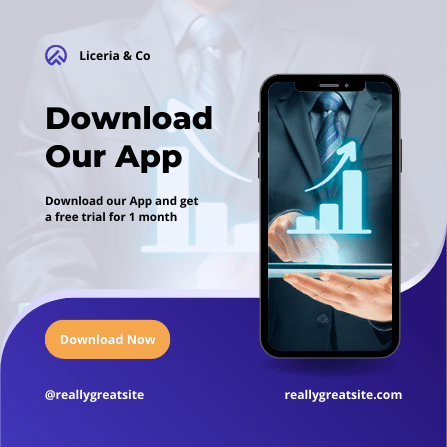 Liceria & Co
Download
Our App
Download our App and get
a free trial for 1 month
Download Now
@reallygreatsite
reallygreatsite.com